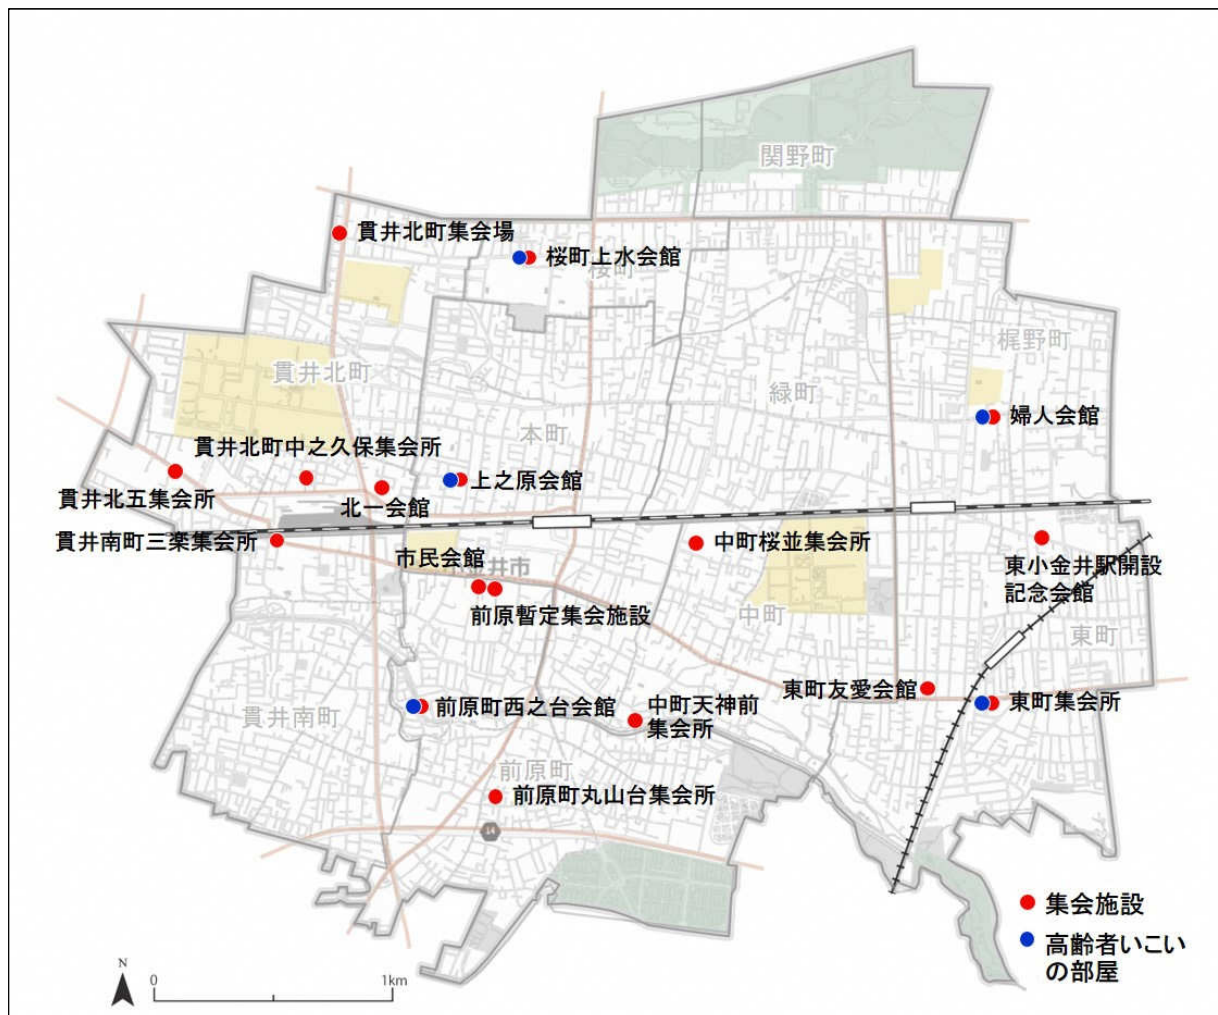 関野町
貫井北町集会場
桜町上水会館
桜町
梶野町
貫井北町
緑町
婦人会館
本町
貫井北町中之久保集会所
上之原会館
貫井北五集会所
北一会館
貫井南町三楽集会所
中町桜並集会所
市民会館
小金井市
東小金井駅開設
記念会館
前原暫定集会施設
中町
東町
東町友愛会館
東町集会所
前原町西之台会館
中町天神前
集会所
貫井南町
前原町
前原町丸山台集会所
14
集会施設
高齢者いこい
の部屋
N
0
1km